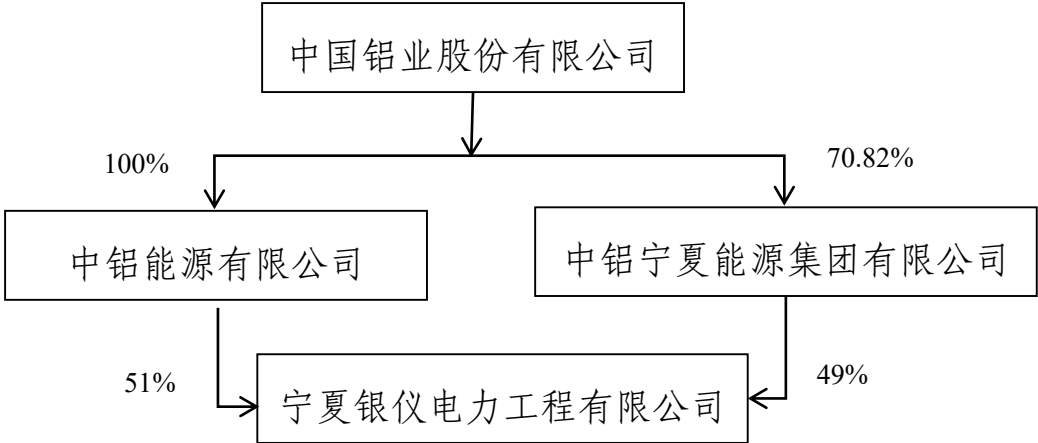 中国铝业股份有限公司
100%
70.82%
中铝能源有限公司
中铝宁夏能源集团有限公司
51%
49%
宁夏银仪电力工程有限公司